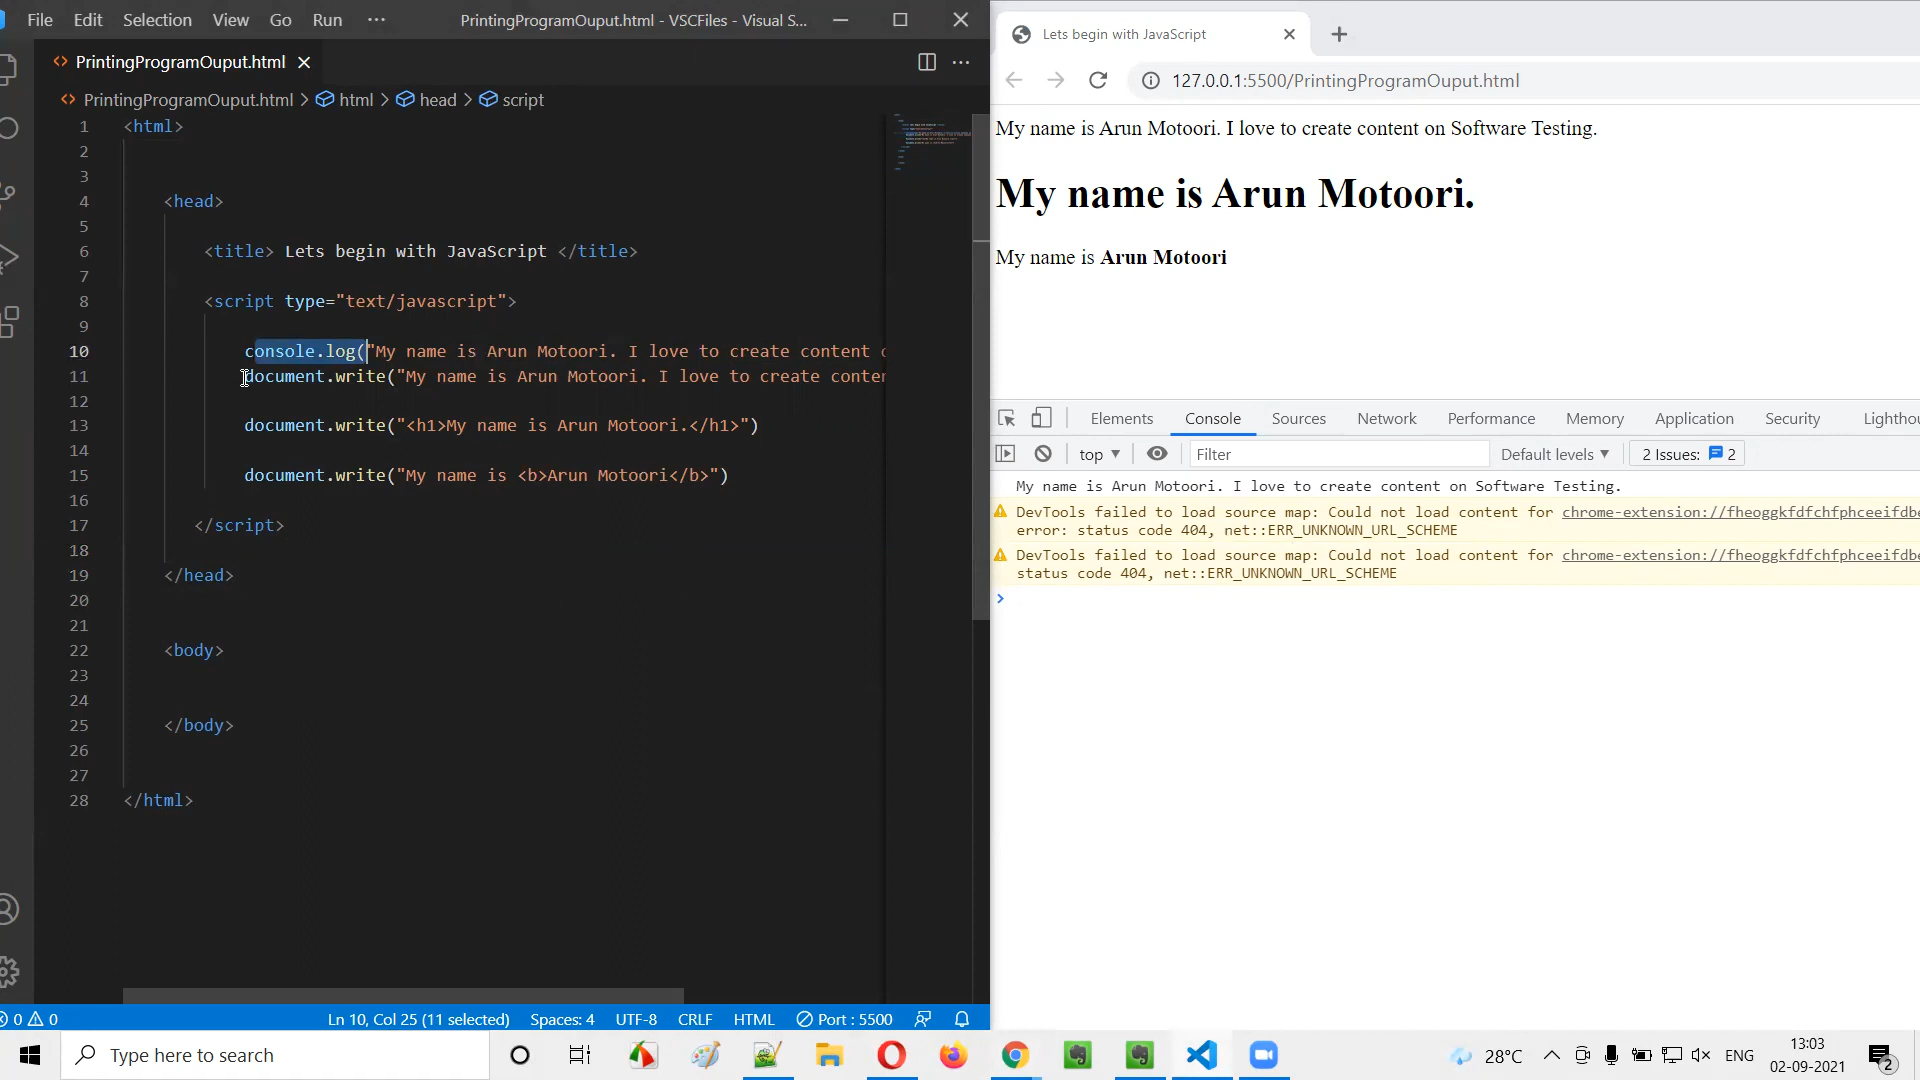 File Edit Selection View Go Run ··· PrintingProgramOuput.html - VSCFiles - Visual S...
PrintingProgramOuput.html
PrintingProgramOuput.html > html > head > script
1 <html>
2
3
4 <head>
5
6 <title> Lets begin with JavaScript </title>
7
8 <script type="text/javascript">
9
10 console.log("My name is Arun Motoori. I love to create content
11 document.write("My name is Arun Motoori. I love to create conten
12
13 document.write("<h1>My name is Arun Motoori.</h1>")
14
15 document.write("My name is <b>Arun Motoori</b>")
16
17 </script>
18
19 </head>
20
21
22 <body>
23
24
25 </body>
26
27
28 </html>
0 0 Ln 10, Col 25 (11 selected) Spaces: 4 UTF-8 CRLF HTML Port : 5500
Lets begin with JavaScript
127.0.0.1:5500/PrintingProgramOuput.html
My name is Arun Motoori. I love to create content on Software Testing.
My name is Arun Motoori.
My name is Arun Motoori
Elements Console Sources Network Performance Memory Application Security Lighthou
top Filter Default levels 2 Issues: 2
My name is Arun Motoori. I love to create content on Software Testing.
DevTools failed to load source map: Could not load content for chrome-extension://fheoggkfdfchfphceeifdbe
error: status code 404, net::ERR_UNKNOWN_URL_SCHEME
DevTools failed to load source map: Could not load content for chrome-extension://fheoggkfdfchfphceeifdbe
status code 404, net::ERR_UNKNOWN_URL_SCHEME
>
Type here to search 28°C ENG 13:03
02-09-2021 2